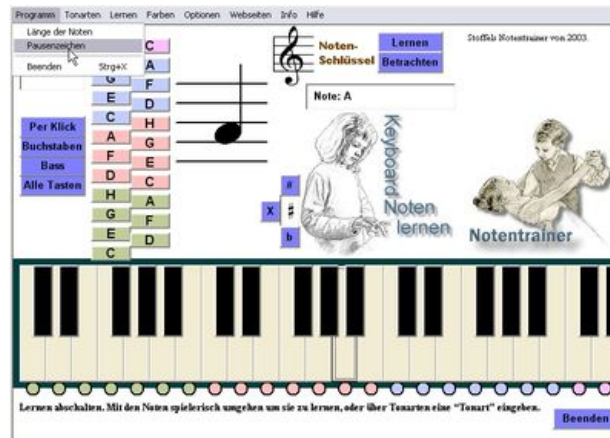 Programm Tonarten Lernen Farben Optionen Webseiten Info Hilfe
Länge der Noten
Pausenzeichen
Beenden Strg+X
C
A
G
F
E
D
C
H
A
G
F
E
D
C
H
A
G
F
E
D
C
Per Klick
Buchstaben
Bass
Alle Tasten
Noten-
Schlüssel
Lernen
Betrachten
Stoffels Notentrainer von 2003.
Note: A
#
X
b
Keyboard
Noten
lernen
Notentrainer
Lernen abschalten. Mit den Noten spielerisch umgehen um sie zu lernen, oder über Tonarten eine "Tonart" eingeben.
Beenden